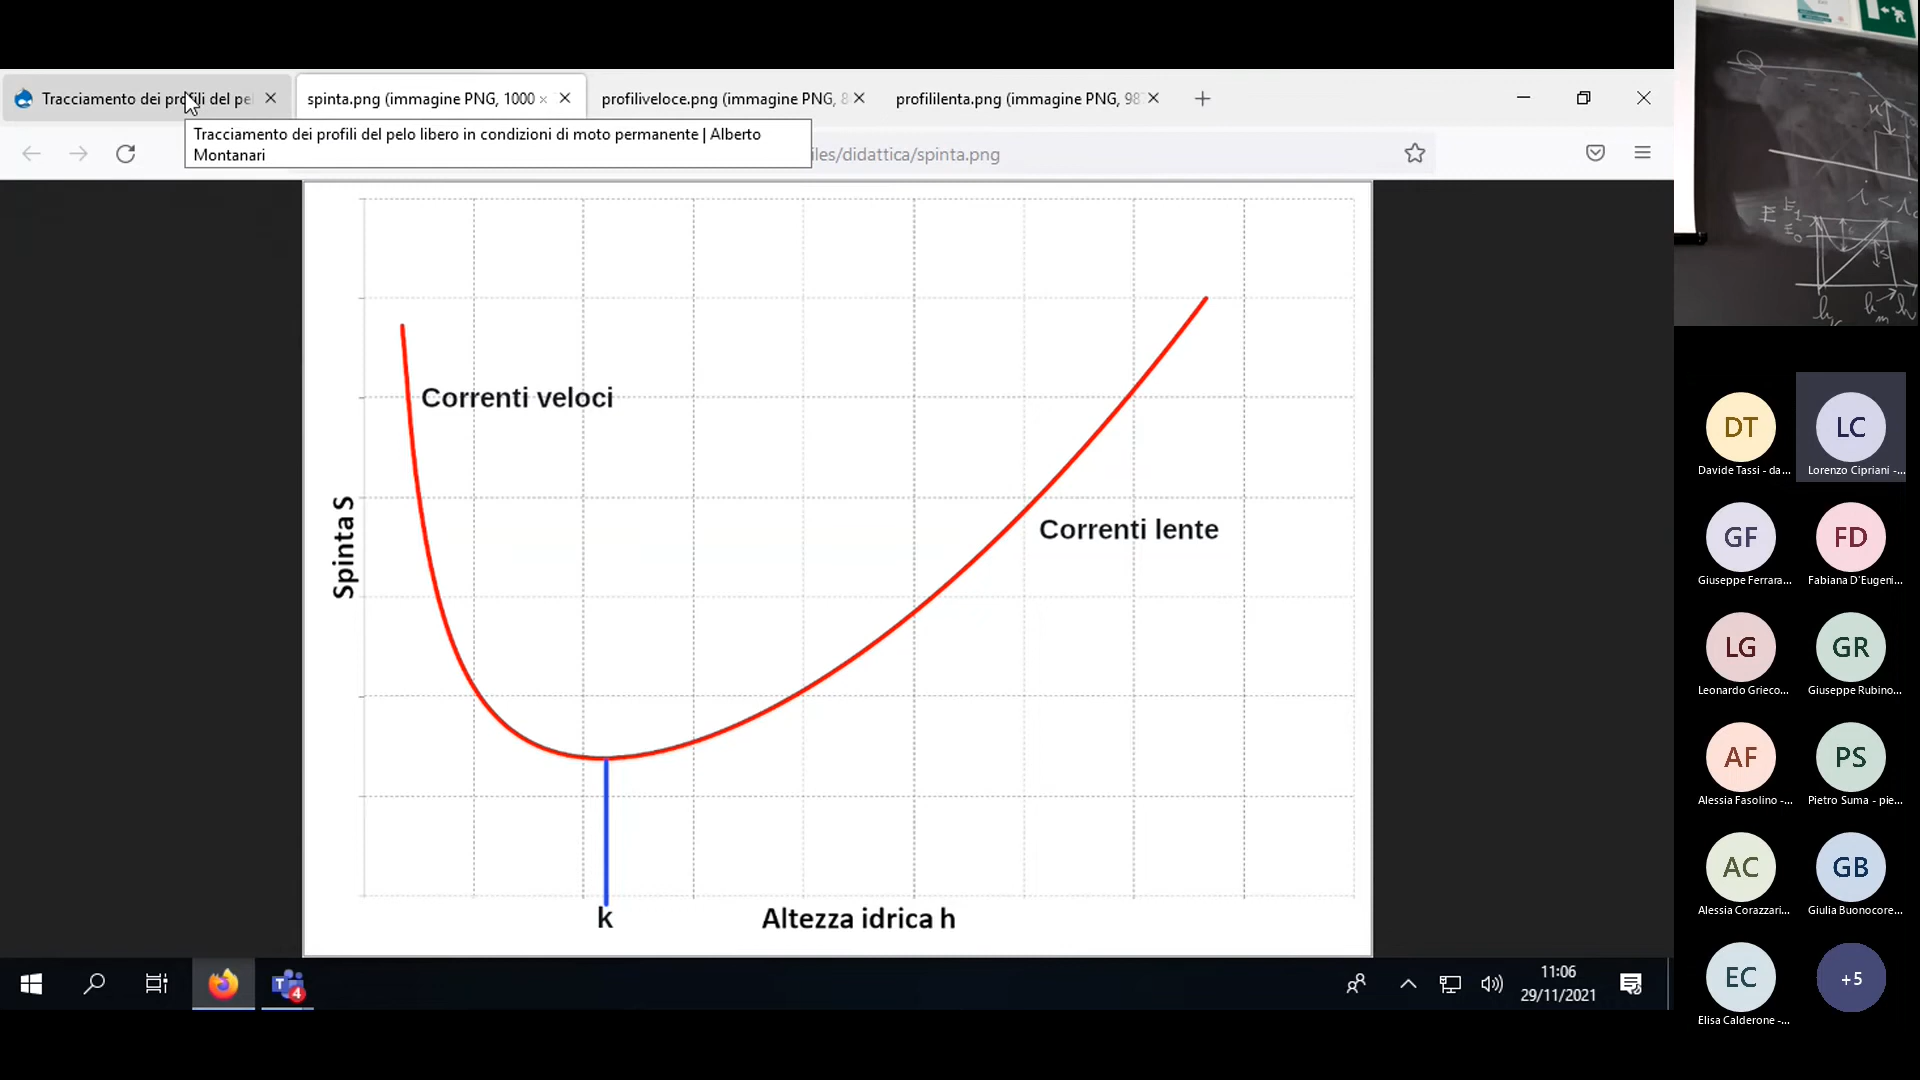 Tracciamento dei profili del pe
spinta.png (immagine PNG, 1000 ×
profiliveloce.png (immagine PNG, 8
profililenta.png (immagine PNG, 98
Tracciamento dei profili del pelo libero in condizioni di moto permanente | Alberto
Montanari
iles/didattica/spinta.png
Correnti veloci
Correnti lente
Spinta S
k
Altezza idrica h
i < i
E
DT
LC
Davide Tassi - da...
Lorenzo Cipriani -...
GF
FD
Giuseppe Ferrara...
Fabiana D'Eugeni...
LG
GR
Leonardo Grieco...
Giuseppe Rubino...
AF
PS
Alessia Fasolino -...
Pietro Suma - pie...
AC
GB
Alessia Corazzari...
Giulia Buonocore...
EC
+5
Elisa Calderone -...
T
4
11:06
29/11/2021